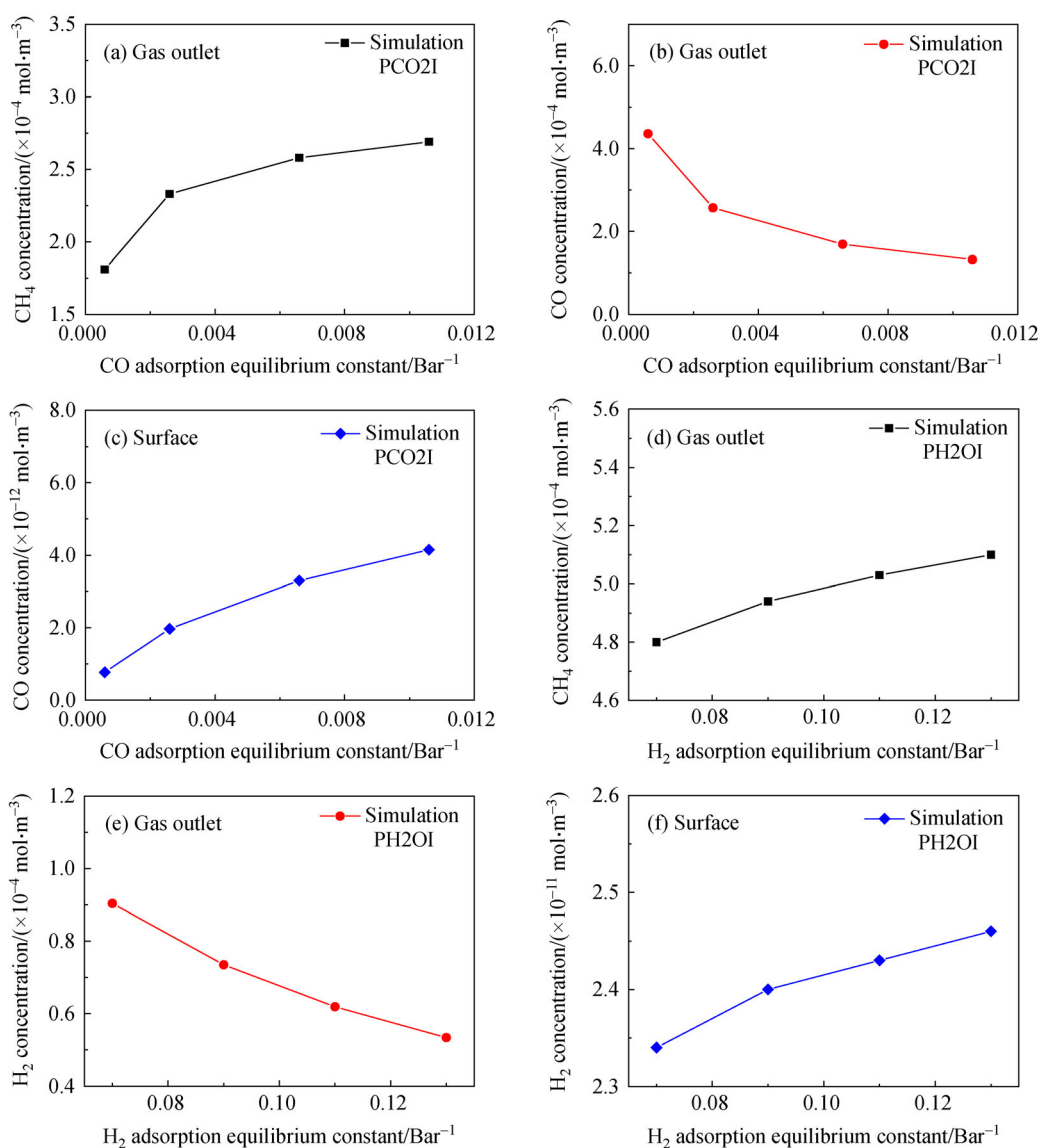 3.5
3.0
2.5
2.0
1.5
CH₄ concentration/(×10⁻⁴ mol·m⁻³)
(a) Gas outlet
Simulation
PCO2I
0.000
0.004
0.008
0.012
CO adsorption equilibrium constant/Bar⁻¹
6.0
4.0
2.0
0.0
CO concentration/(×10⁻⁴ mol·m⁻³)
(b) Gas outlet
Simulation
PCO2I
0.000
0.004
0.008
0.012
CO adsorption equilibrium constant/Bar⁻¹
8.0
6.0
4.0
2.0
0.0
CO concentration/(×10⁻¹² mol·m⁻³)
(c) Surface
Simulation
PCO2I
0.000
0.004
0.008
0.012
CO adsorption equilibrium constant/Bar⁻¹
5.6
5.4
5.2
5.0
4.8
4.6
CH₄ concentration/(×10⁻⁴ mol·m⁻³)
(d) Gas outlet
Simulation
PH2OI
0.08
0.10
0.12
H₂ adsorption equilibrium constant/Bar⁻¹
1.2
1.0
0.8
0.6
0.4
H₂ concentration/(×10⁻⁴ mol·m⁻³)
(e) Gas outlet
Simulation
PH2OI
0.08
0.10
0.12
H₂ adsorption equilibrium constant/Bar⁻¹
2.6
2.5
2.4
2.3
H₂ concentration/(×10⁻¹¹ mol·m⁻³)
(f) Surface
Simulation
PH2OI
0.08
0.10
0.12
H₂ adsorption equilibrium constant/Bar⁻¹